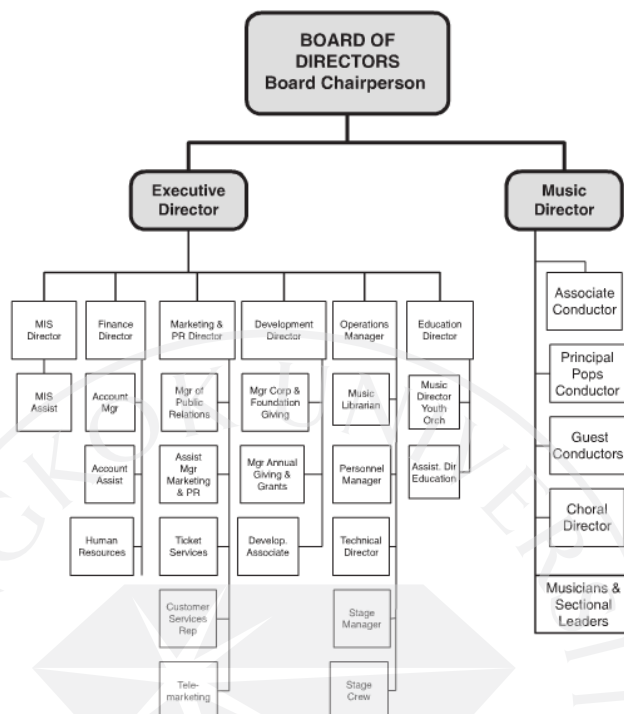 BOARD OF
DIRECTORS
Board Chairperson
Executive
Director
Music
Director
MIS
Director
Finance
Director
Marketing &
PR Director
Development
Director
Operations
Manager
Education
Director
Associate
Conductor
MIS
Assist
Account
Mgr
Mgr of
Public
Relations
Mgr Corp &
Foundation
Giving
Music
Librarian
Music
Director
Youth
Orch
Principal
Pops
Conductor
Account
Assist
Assist
Mgr
Marketing
& PR
Mgr Annual
Giving &
Grants
Personnel
Manager
Assist. Dir
Education
Guest
Conductors
Human
Resources
Ticket
Services
Develop.
Associate
Technical
Director
Choral
Director
Customer
Services
Rep
Stage
Manager
Musicians &
Sectional
Leaders
Tele-
marketing
Stage
Crew